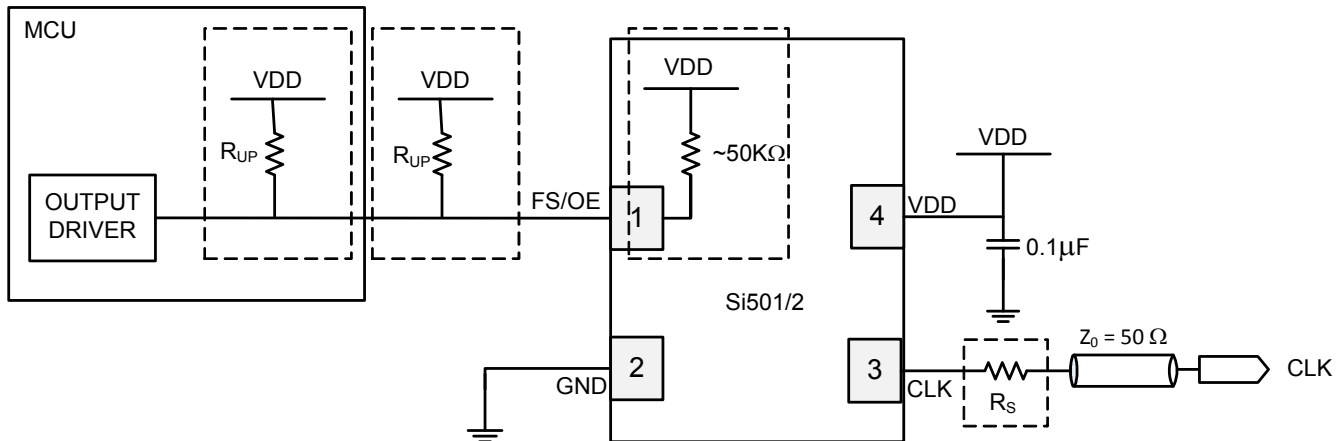 MCU
VDD
R_UP
OUTPUT
DRIVER
VDD
R_UP
FS/OE
VDD
~50KΩ
1
2
GND
Si501/2
4
VDD
3
CLK
VDD
0.1μF
R_S
Z_0 = 50 Ω
CLK